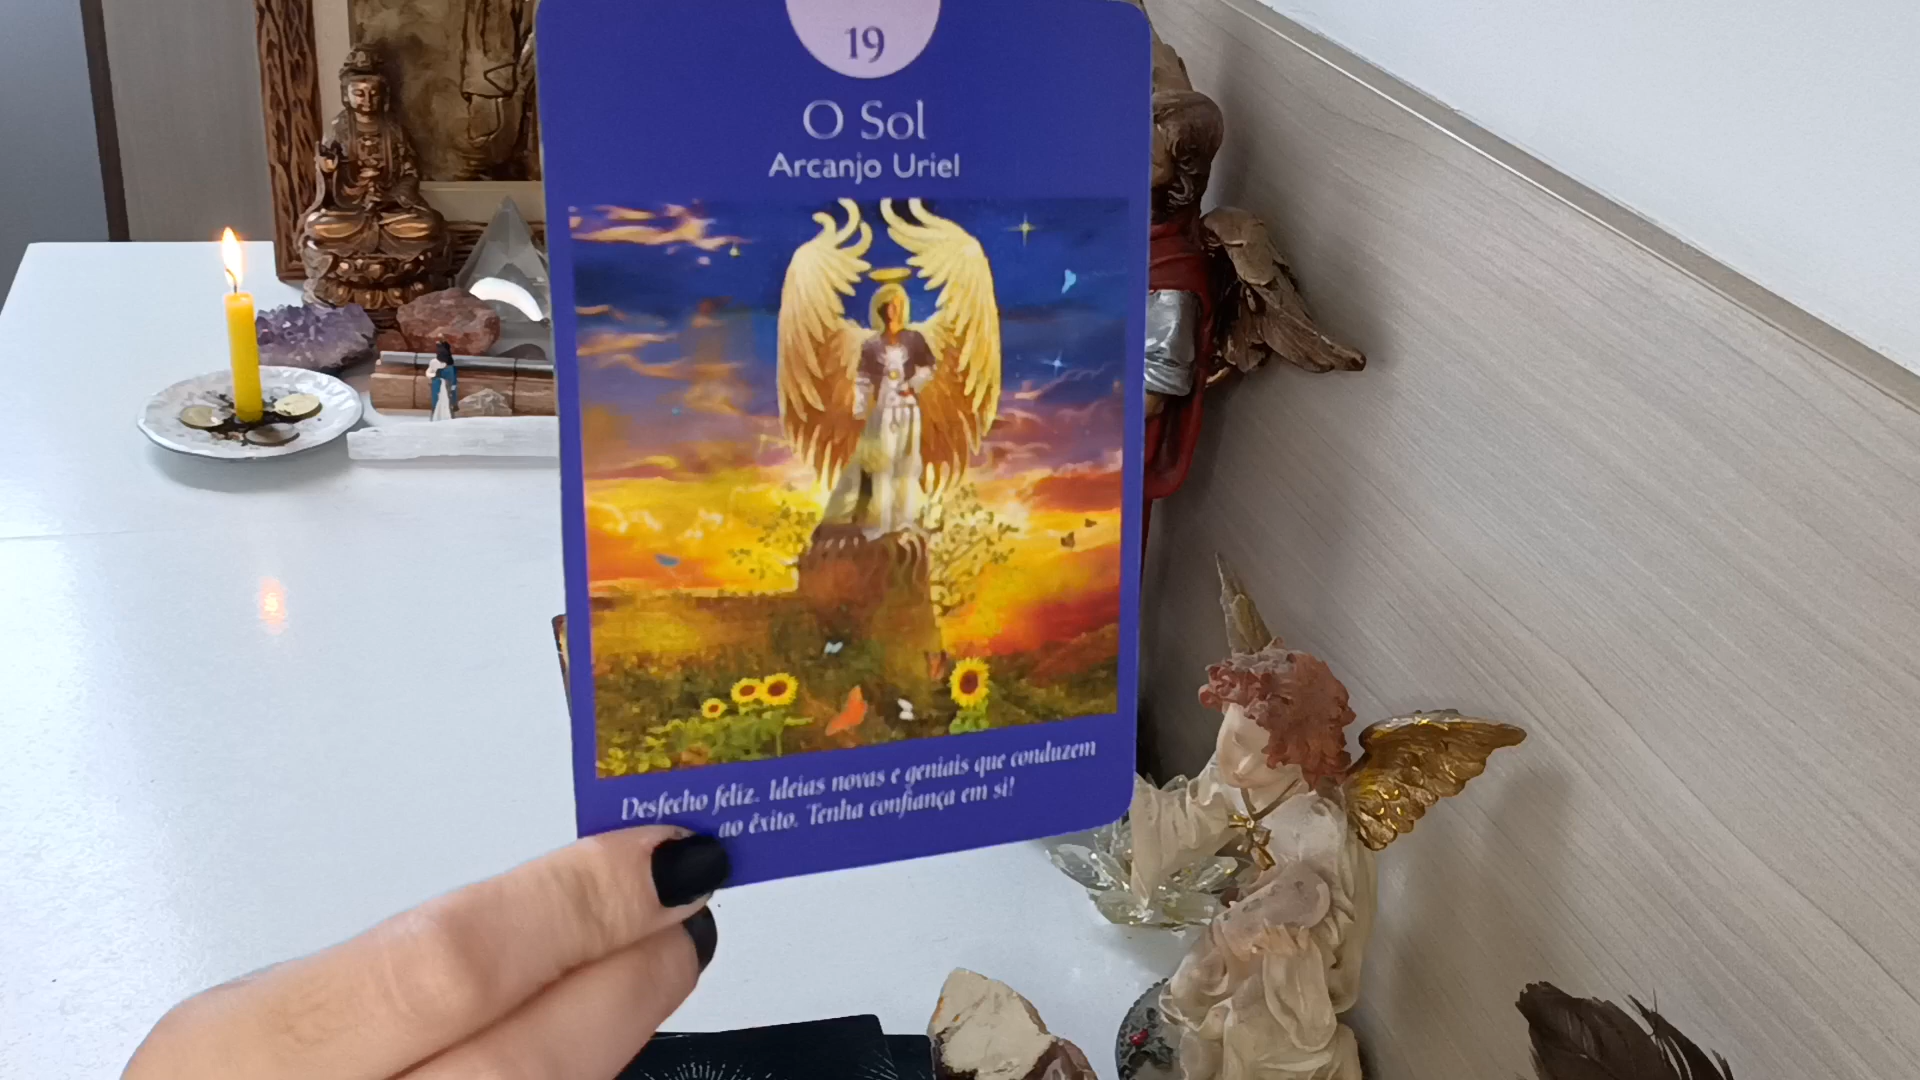 19
O Sol
Arcanjo Uriel
Desfecho feliz. Ideias novas e geniais que conduzem
ao êxito. Tenha confiança em si!